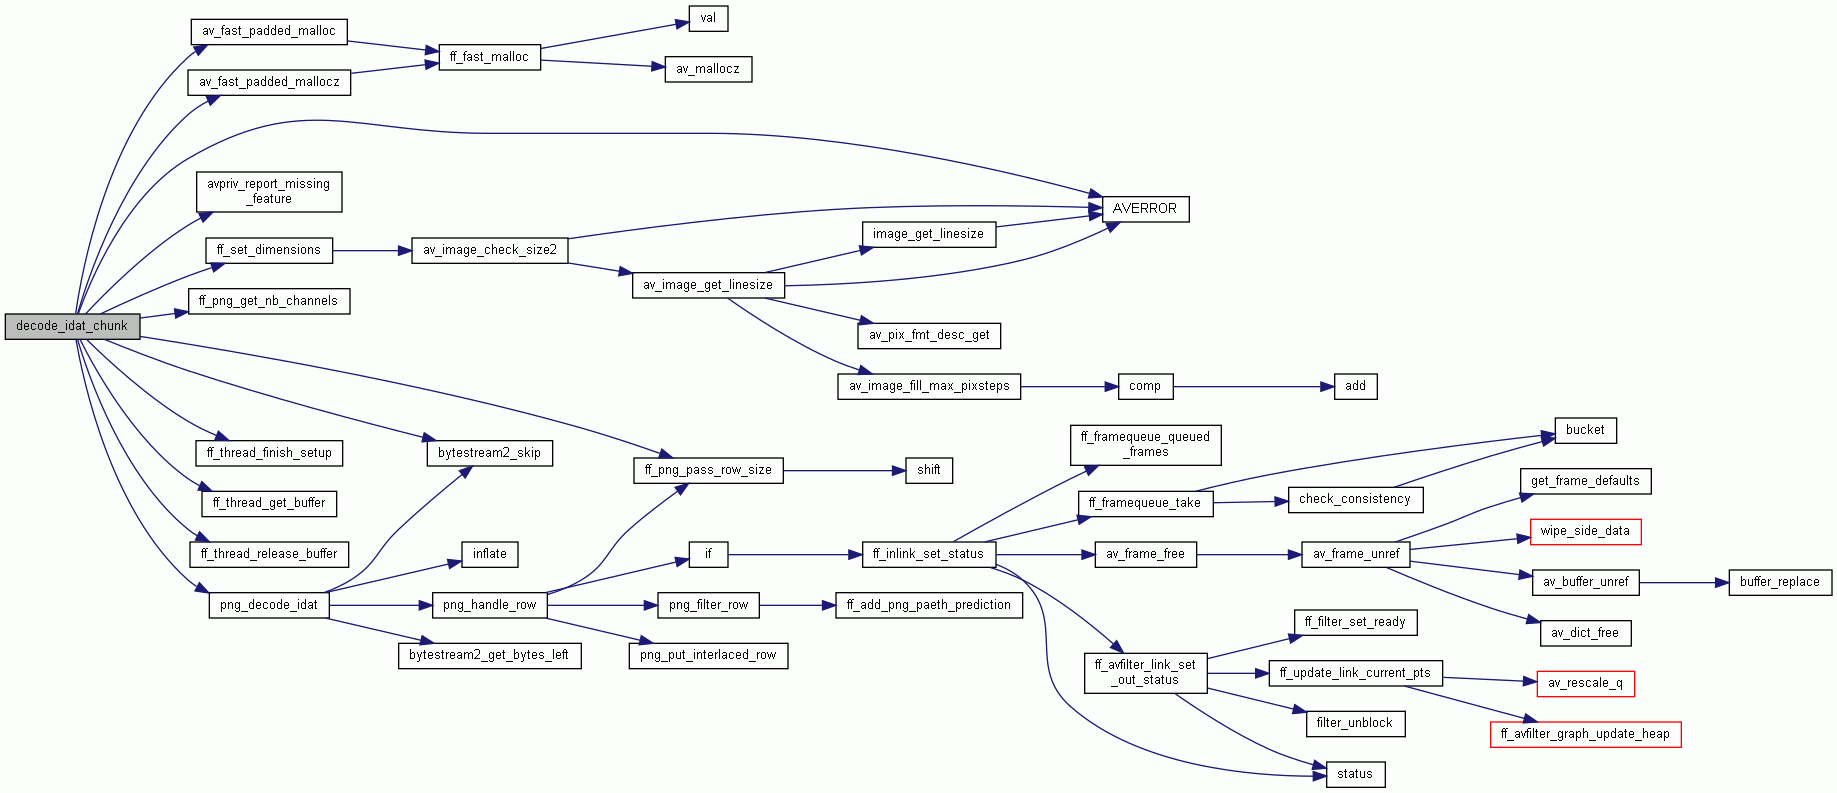 val
av_fast_padded_malloc
ff_fast_malloc
av_mallocz
av_fast_padded_mallocz
avpriv_report_missing
_feature
AVERROR
image_get_linesize
ff_set_dimensions
av_image_check_size2
av_image_get_linesize
ff_png_get_nb_channels
decode_idat_chunk
av_pix_fmt_desc_get
av_image_fill_max_pixsteps
comp
add
bucket
ff_framequeue_queued
_frames
ff_thread_finish_setup
bytestream2_skip
ff_png_pass_row_size
shift
get_frame_defaults
ff_framequeue_take
check_consistency
ff_thread_get_buffer
wipe_side_data
ff_thread_release_buffer
inflate
if
ff_inlink_set_status
av_frame_free
av_frame_unref
av_buffer_unref
buffer_replace
png_decode_idat
png_handle_row
png_filter_row
ff_add_png_paeth_prediction
ff_filter_set_ready
av_dict_free
bytestream2_get_bytes_left
png_put_interlaced_row
ff_avfilter_link_set
_out_status
ff_update_link_current_pts
av_rescale_q
filter_unblock
ff_avfilter_graph_update_heap
status